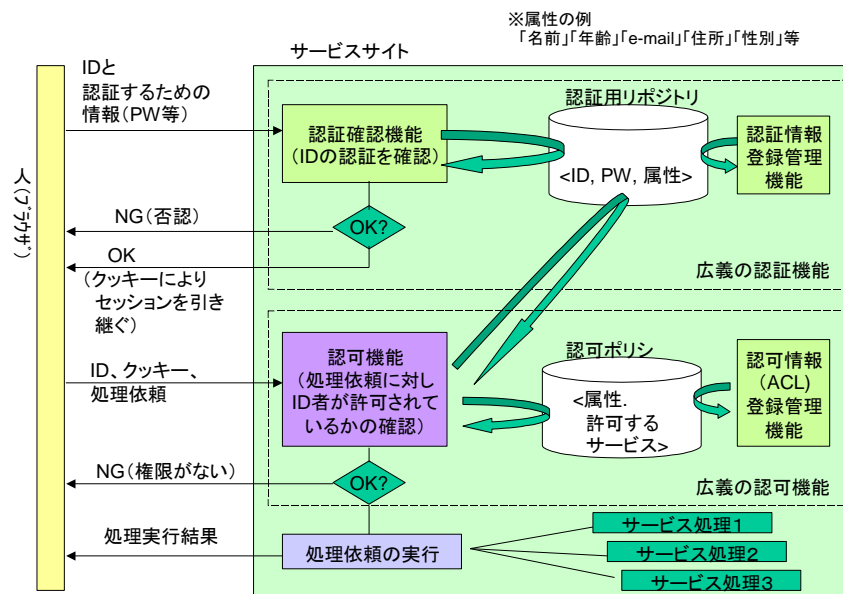 ※属性の例
「名前」「年齢」「e-mail」「住所」「性別」等
サービスサイト
IDと
認証するための
情報(PW等)
認証確認機能
(IDの認証を確認)
認証用リポジトリ
<ID, PW, 属性>
認証情報
登録管理
機能
人(ﾌﾞﾗｳｻﾞ)
NG(否認)
OK?
OK
(クッキーにより
セッションを引き
継ぐ)
広義の認証機能
ID、クッキー、
処理依頼
認可機能
(処理依頼に対し
ID者が許可されて
いるかの確認)
認可ポリシ
<属性.
許可する
サービス>
認可情報
(ACL)
登録管理
機能
NG(権限がない)
OK?
広義の認可機能
処理実行結果
処理依頼の実行
サービス処理1
サービス処理2
サービス処理3